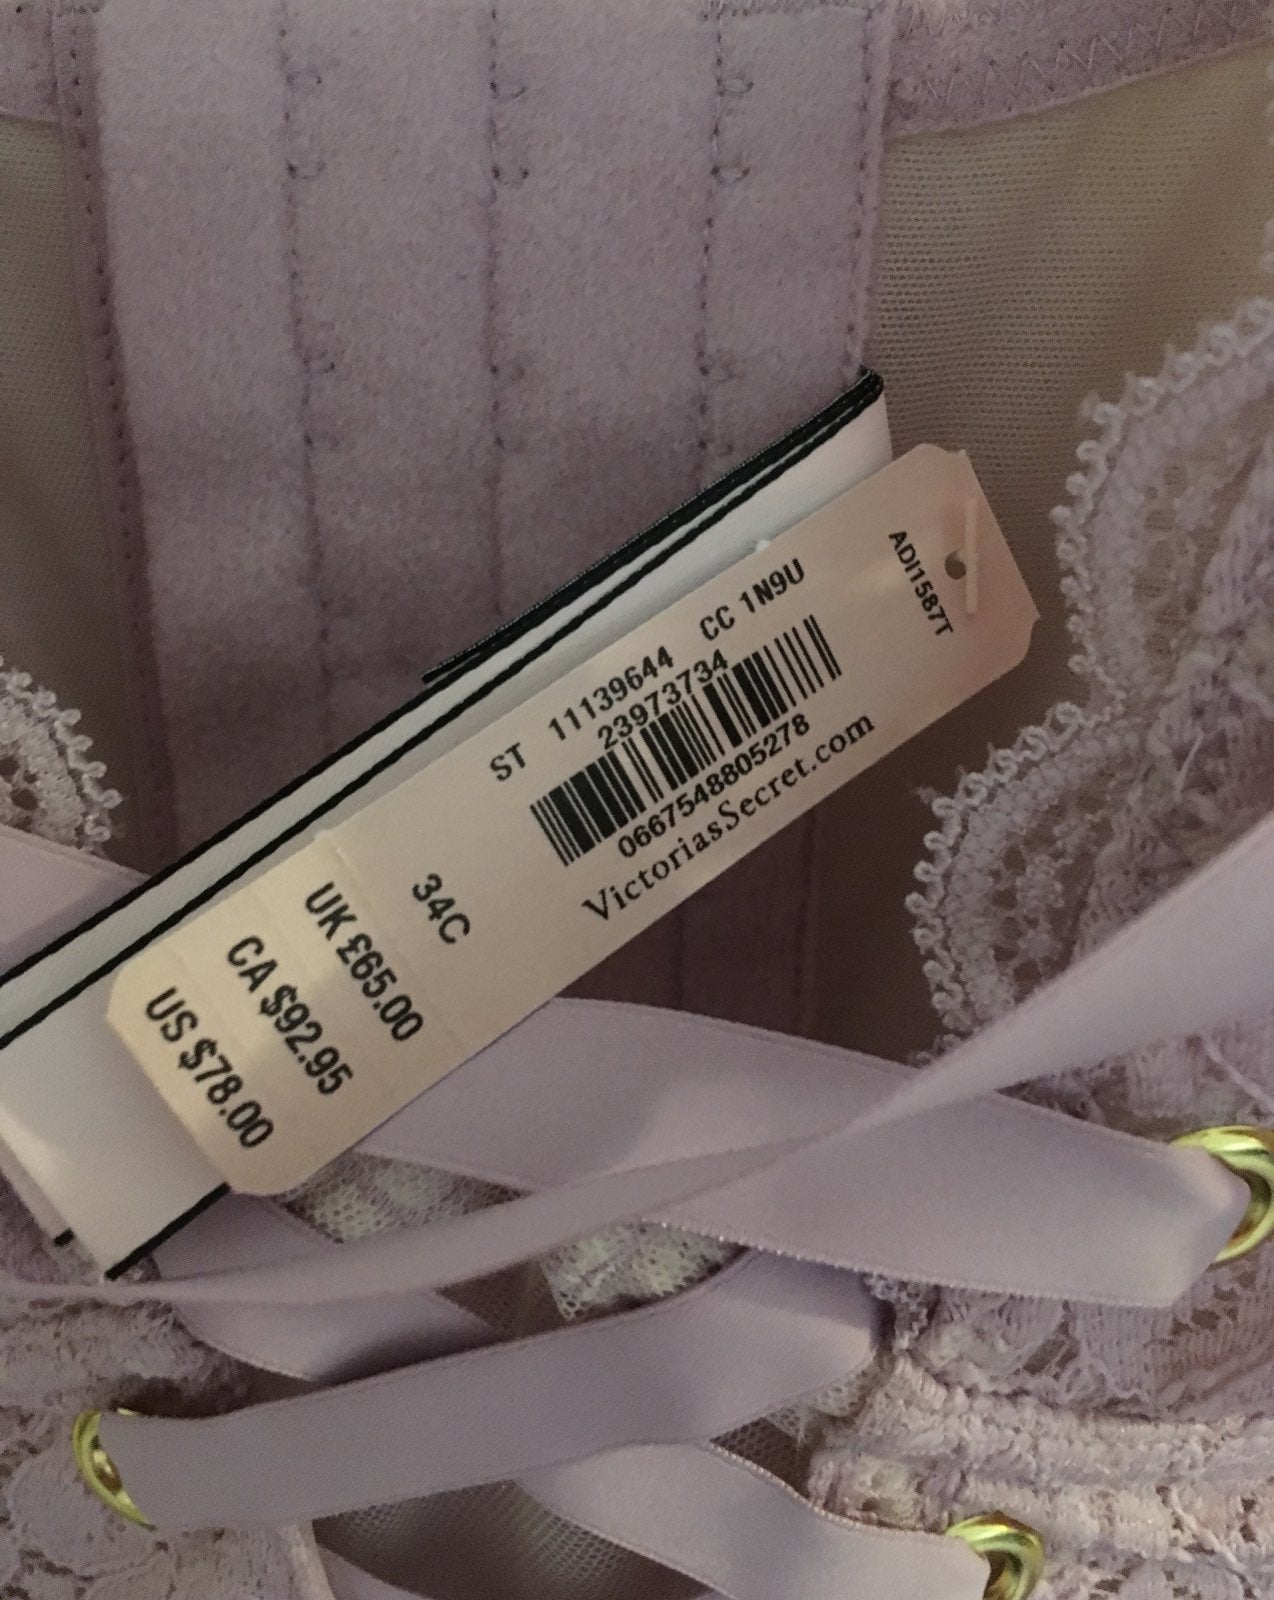 ADI1587T
ST 11139644 CC 1N9U
23973734
0667548805278
VictoriasSecret.com
34C
UK £65.00
CA $92.95
US $78.00